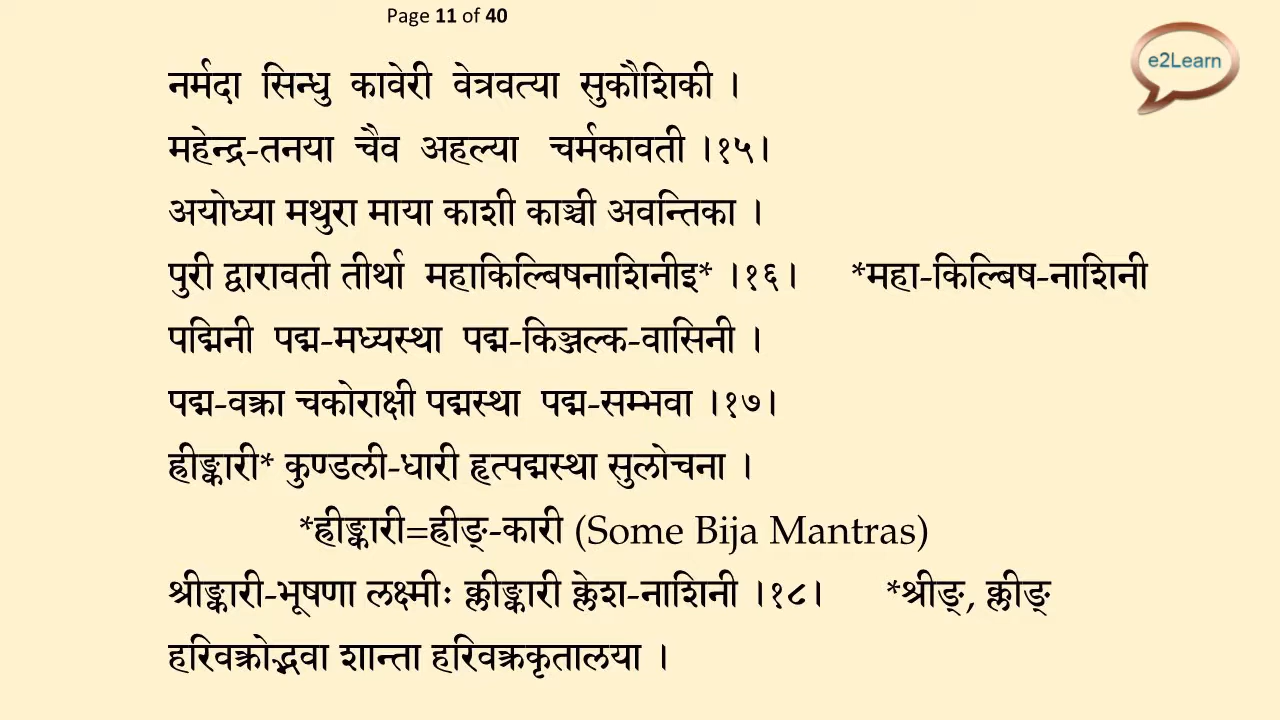 Page 11 of 40
e2Learn
नर्मदा सिन्धु कावेरी वेत्रवत्या सुकौशिकी ।
महेन्द्र-तनया चैव अहल्या चर्मकावती ।१५।
अयोध्या मथुरा माया काशी काञ्ची अवन्तिका ।
पुरी द्वारावती तीर्था महाकिल्बिषनाशिनीइ* ।१६। *महा-किल्बिष-नाशिनी
पद्मिनी पद्म-मध्यस्था पद्म-किञ्जल्क-वासिनी ।
पद्म-वक्त्रा चकोराक्षी पद्मस्था पद्म-सम्भवा ।१७।
ह्रीङ्कारी* कुण्डली-धारी हृत्पद्मस्था सुलोचना ।
*ह्रीङ्कारी=ह्रीङ्-कारी (Some Bija Mantras)
श्रीङ्कारी-भूषणा लक्ष्मीः क्लीङ्कारी क्लेश-नाशिनी ।१८। *श्रीङ्, क्लीङ्
हरिवक्त्रोद्भवा शान्ता हरिवक्त्रकृतालया ।